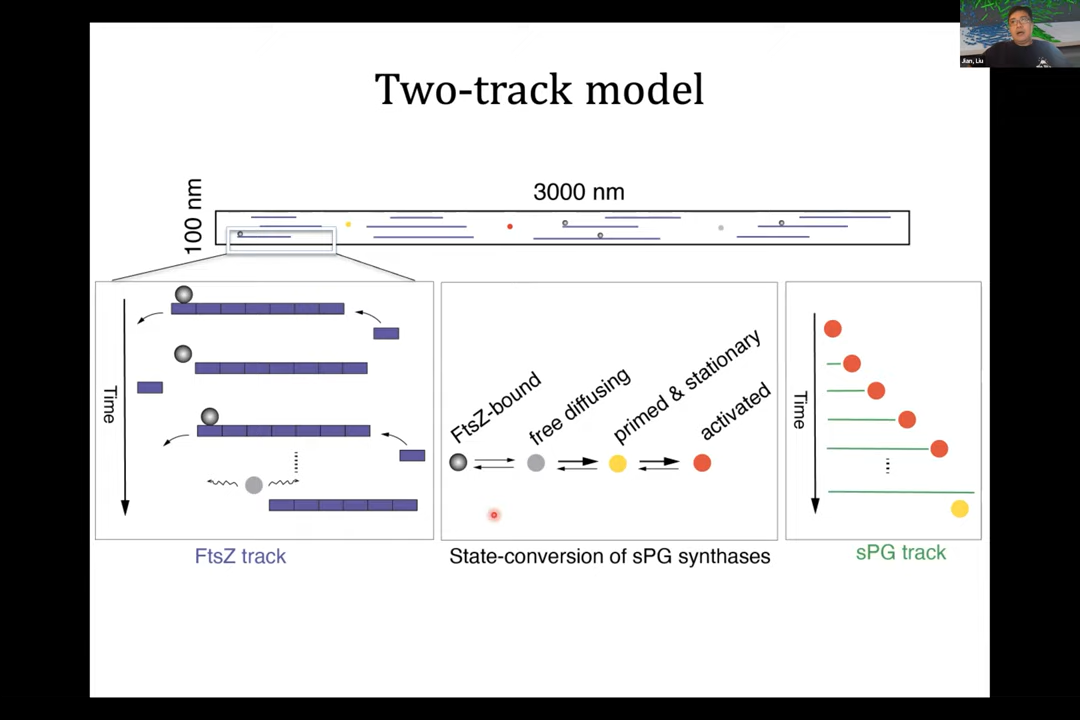 Two-track model
3000 nm
100 nm
Time
FtsZ-bound
free diffusing
primed & stationary
activated
Time
FtsZ track
State-conversion of sPG synthases
sPG track
Jian, Liu